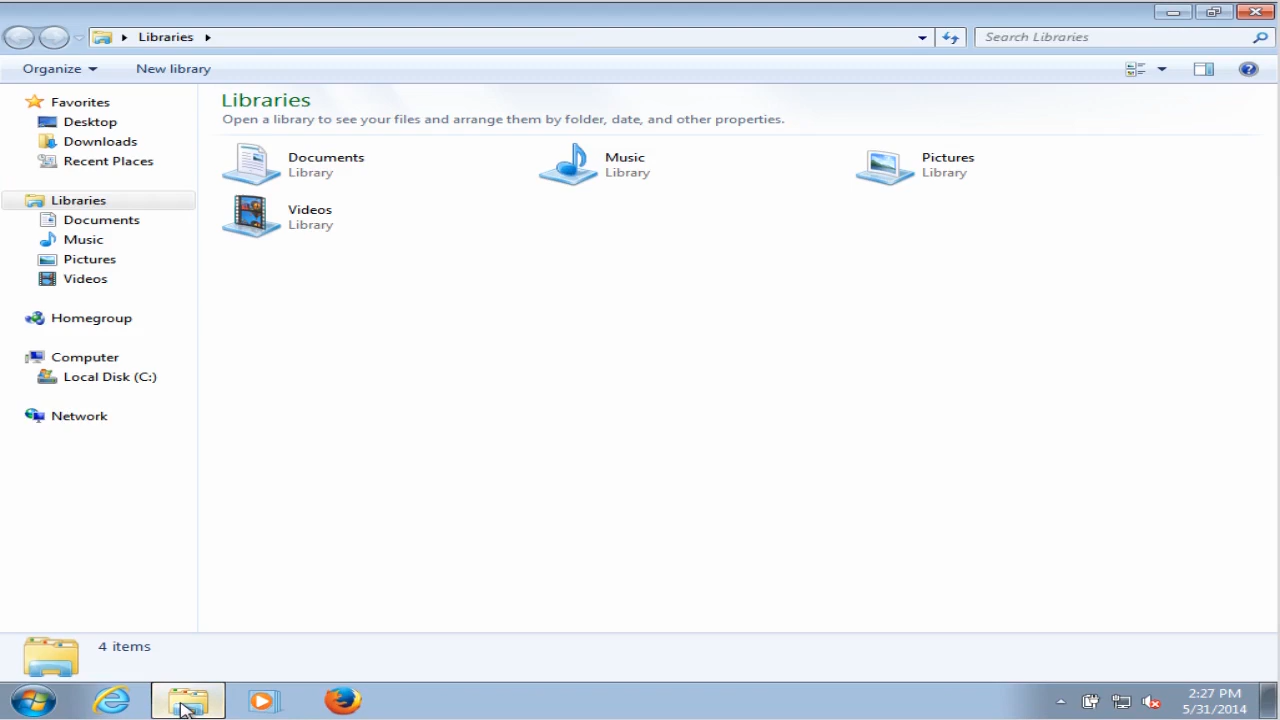 Libraries
Search Libraries
Organize
New library
Favorites
Desktop
Downloads
Recent Places
Libraries
Documents
Music
Pictures
Videos
Homegroup
Computer
Local Disk (C:)
Network
Libraries
Open a library to see your files and arrange them by folder, date, and other properties.
Documents
Library
Music
Library
Pictures
Library
Videos
Library
4 items
2:27 PM
5/31/2014